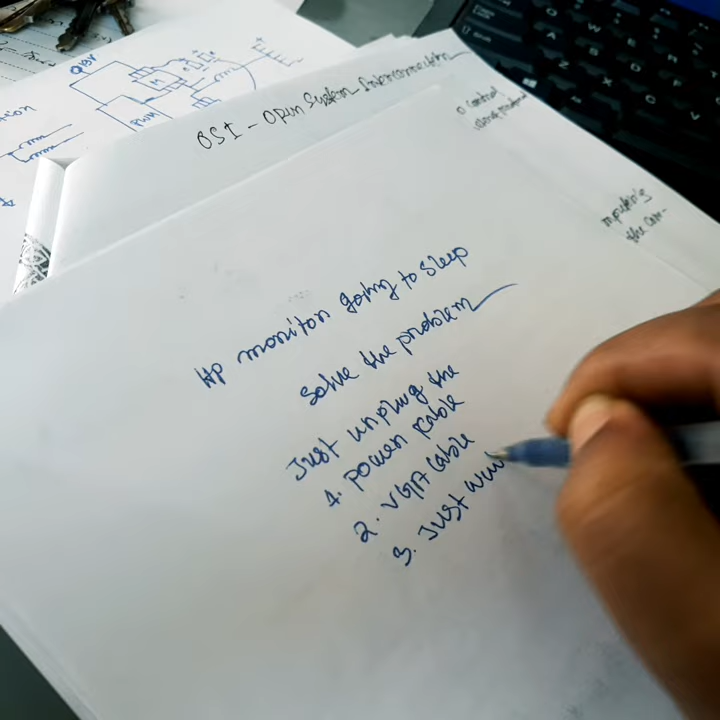 OSI - Open System Interconnection
HP monitor going to sleep
Solve the problem
Just unplug the
1. power cable
2. VGA cable
3. Just